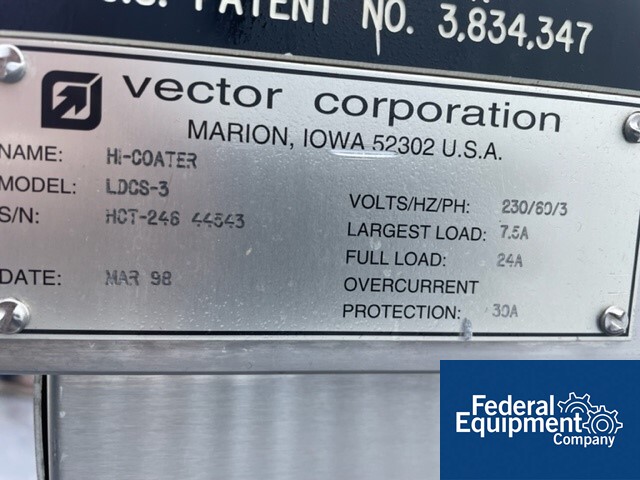 U.S. PATENT NO. 3,834,347
vector corporation
MARION, IOWA 52302 U.S.A.
NAME: HI-COATER
MODEL: LDCS-3
S/N: HCT-246 44543
DATE: MAR 98
VOLTS/HZ/PH: 230/60/3
LARGEST LOAD: 7.5A
FULL LOAD: 24A
OVERCURRENT
PROTECTION: 30A
Federal
Equipment
Company